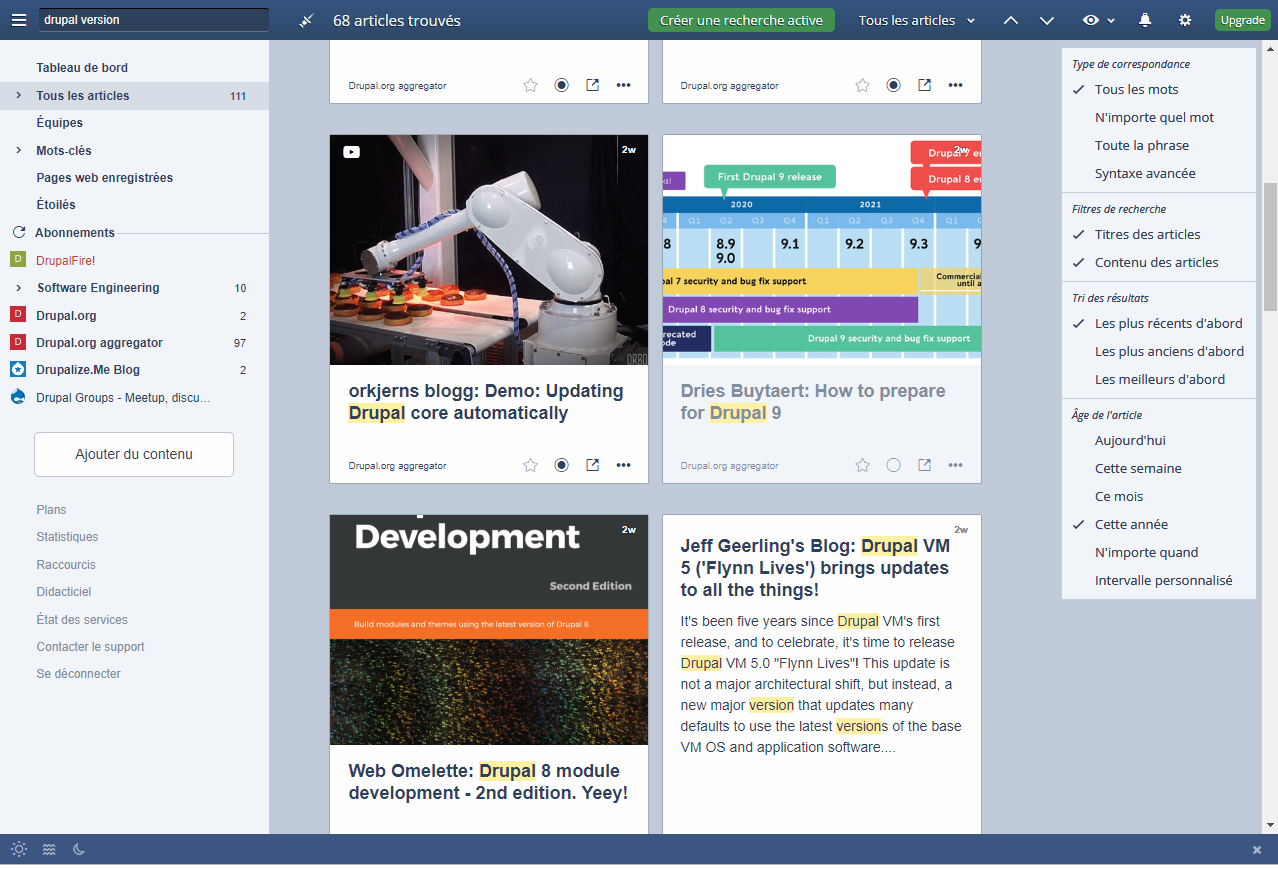 drupal version
68 articles trouvés
Créer une recherche active
Tous les articles
Upgrade
Tableau de bord
Tous les articles 111
Équipes
Mots-clés
Pages web enregistrées
Étoilés
Abonnements
D DrupalFire!
Software Engineering 10
D Drupal.org 2
D Drupal.org aggregator 97
Drupalize.Me Blog 2
Drupal Groups - Meetup, discu...
Ajouter du contenu
Plans
Statistiques
Raccourcis
Didacticiel
État des services
Contacter le support
Se déconnecter
Drupal.org aggregator
Drupal.org aggregator
2w
orkjerns blogg: Demo: Updating
Drupal core automatically
Drupal.org aggregator
2w
Drupal 7 e
First Drupal 9 release
Drupal 8 e
2020 2021
Q1 Q2 Q3 Q4 Q1 Q2 Q3 Q4 Q1
8 8.9 9.1 9.2 9.3 9
9.0
al 7 security and bug fix support
Commercial
until a
Drupal 8 security and bug fix support
recated
ode
Drupal 9 security and bug fix support
Dries Buytaert: How to prepare
for Drupal 9
Drupal.org aggregator
2w
Development
Second Edition
Build modules and themes using the latest version of Drupal 8
Web Omelette: Drupal 8 module
development - 2nd edition. Yeey!
2w
Jeff Geerling's Blog: Drupal VM
5 ('Flynn Lives') brings updates
to all the things!
It's been five years since Drupal VM's first
release, and to celebrate, it's time to release
Drupal VM 5.0 "Flynn Lives"! This update is
not a major architectural shift, but instead, a
new major version that updates many
defaults to use the latest versions of the base
VM OS and application software....
Type de correspondance
Tous les mots
N'importe quel mot
Toute la phrase
Syntaxe avancée
Filtres de recherche
Titres des articles
Contenu des articles
Tri des résultats
Les plus récents d'abord
Les plus anciens d'abord
Les meilleurs d'abord
Âge de l'article
Aujourd'hui
Cette semaine
Ce mois
Cette année
N'importe quand
Intervalle personnalisé